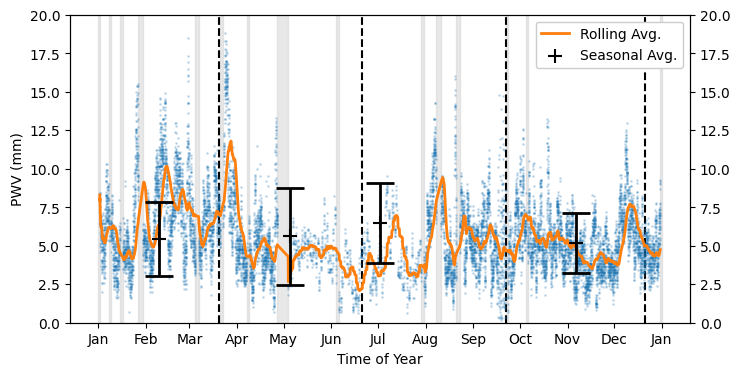 20.0 20.0
Rolling Avg.
Seasonal Avg.
17.5 17.5
15.0 15.0
12.5 12.5
PWV (mm)
10.0 10.0
7.5 7.5
5.0 5.0
2.5 2.5
0.0 0.0
Jan Feb Mar Apr May Jun Jul Aug Sep Oct Nov Dec Jan
Time of Year